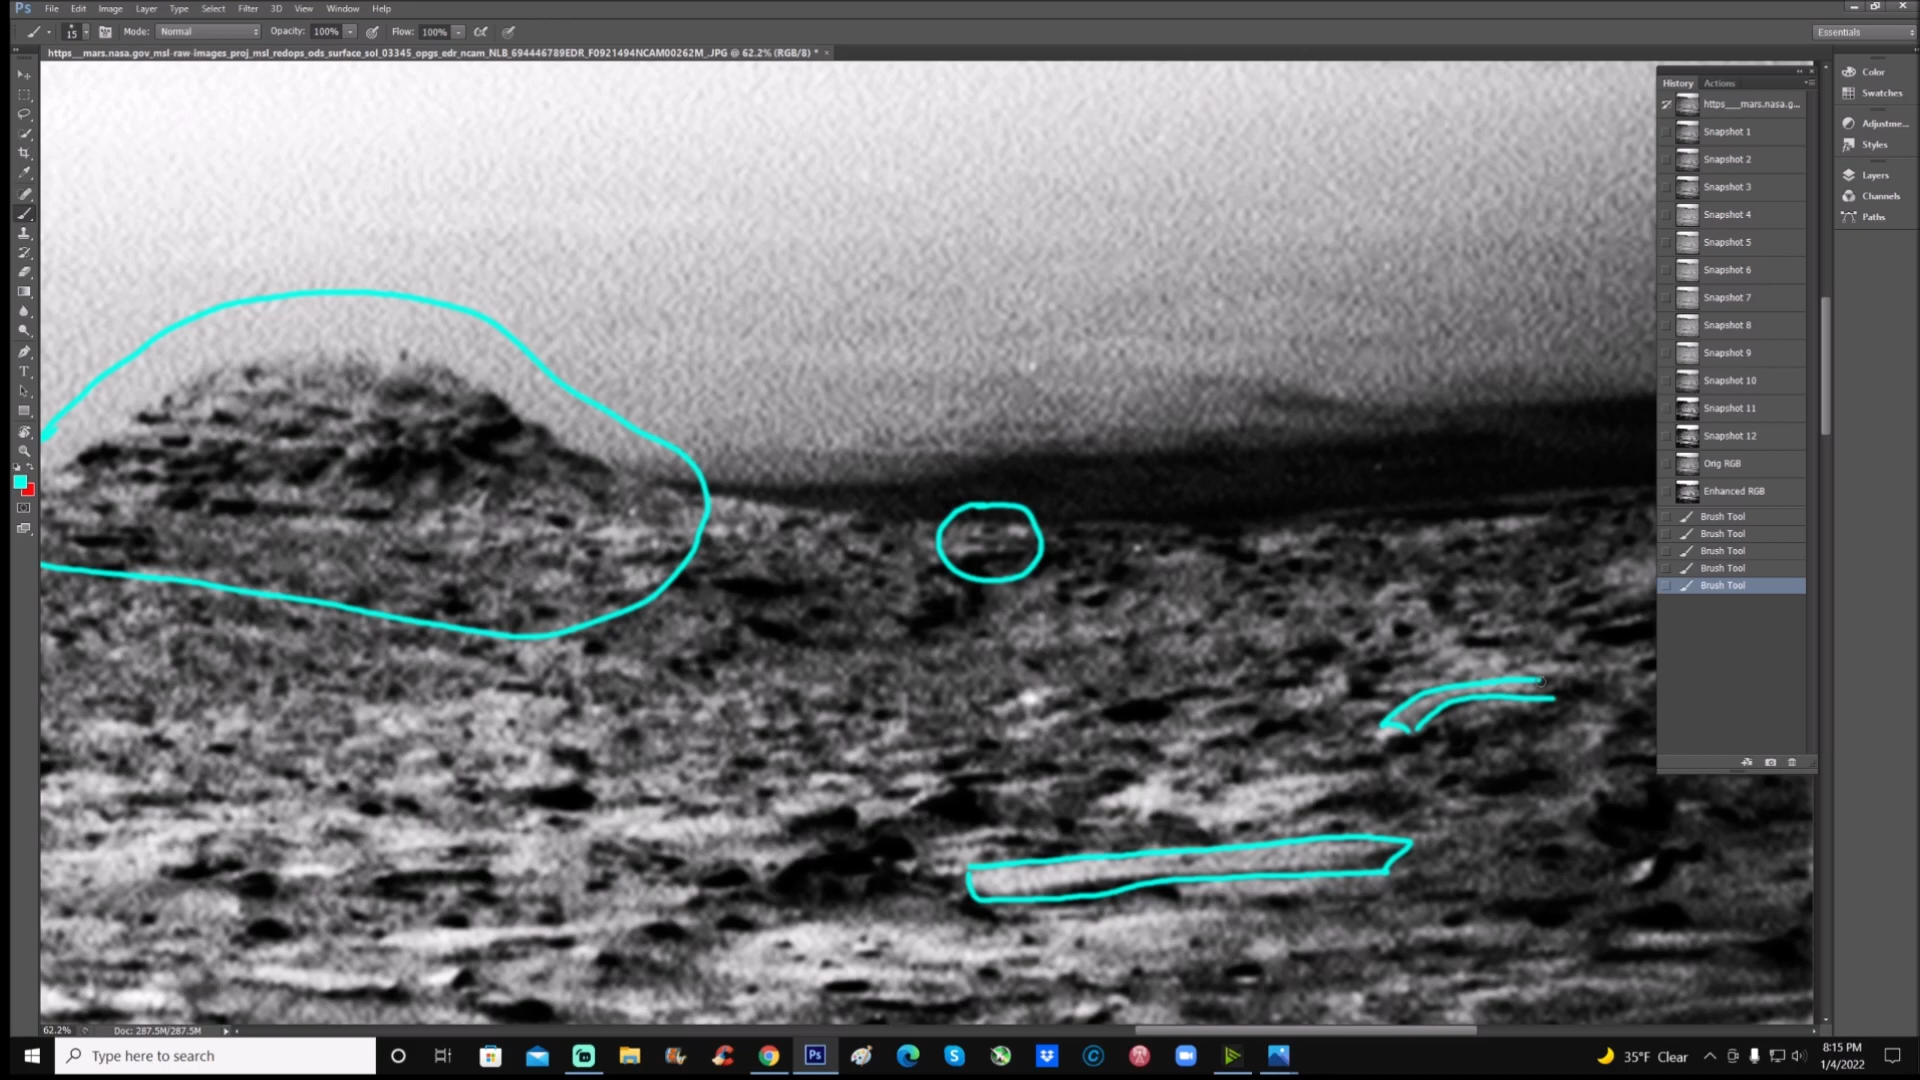 Ps File Edit Image Layer Type Select Filter 3D View Window Help
15 Mode: Normal Opacity: 100% Flow: 100% Essentials
https__mars.nasa.gov_msl-raw-images_proj_msl_redops_ods_surface_sol_03345_opgs_edr_ncam_NLB_694446789EDR_F0921494NCAM00262M_.JPG @ 62.2% (RGB/8) * ×
History Actions
https___mars.nasa.g...
Snapshot 1
Snapshot 2
Snapshot 3
Snapshot 4
Snapshot 5
Snapshot 6
Snapshot 7
Snapshot 8
Snapshot 9
Snapshot 10
Snapshot 11
Snapshot 12
Orig RGB
Enhanced RGB
Brush Tool
Brush Tool
Brush Tool
Brush Tool
Brush Tool
Color
Swatches
Adjustme...
Styles
Layers
Channels
Paths
62.2% Doc: 287.5M/287.5M
Type here to search
Ps
35°F Clear
8:15 PM
1/4/2022